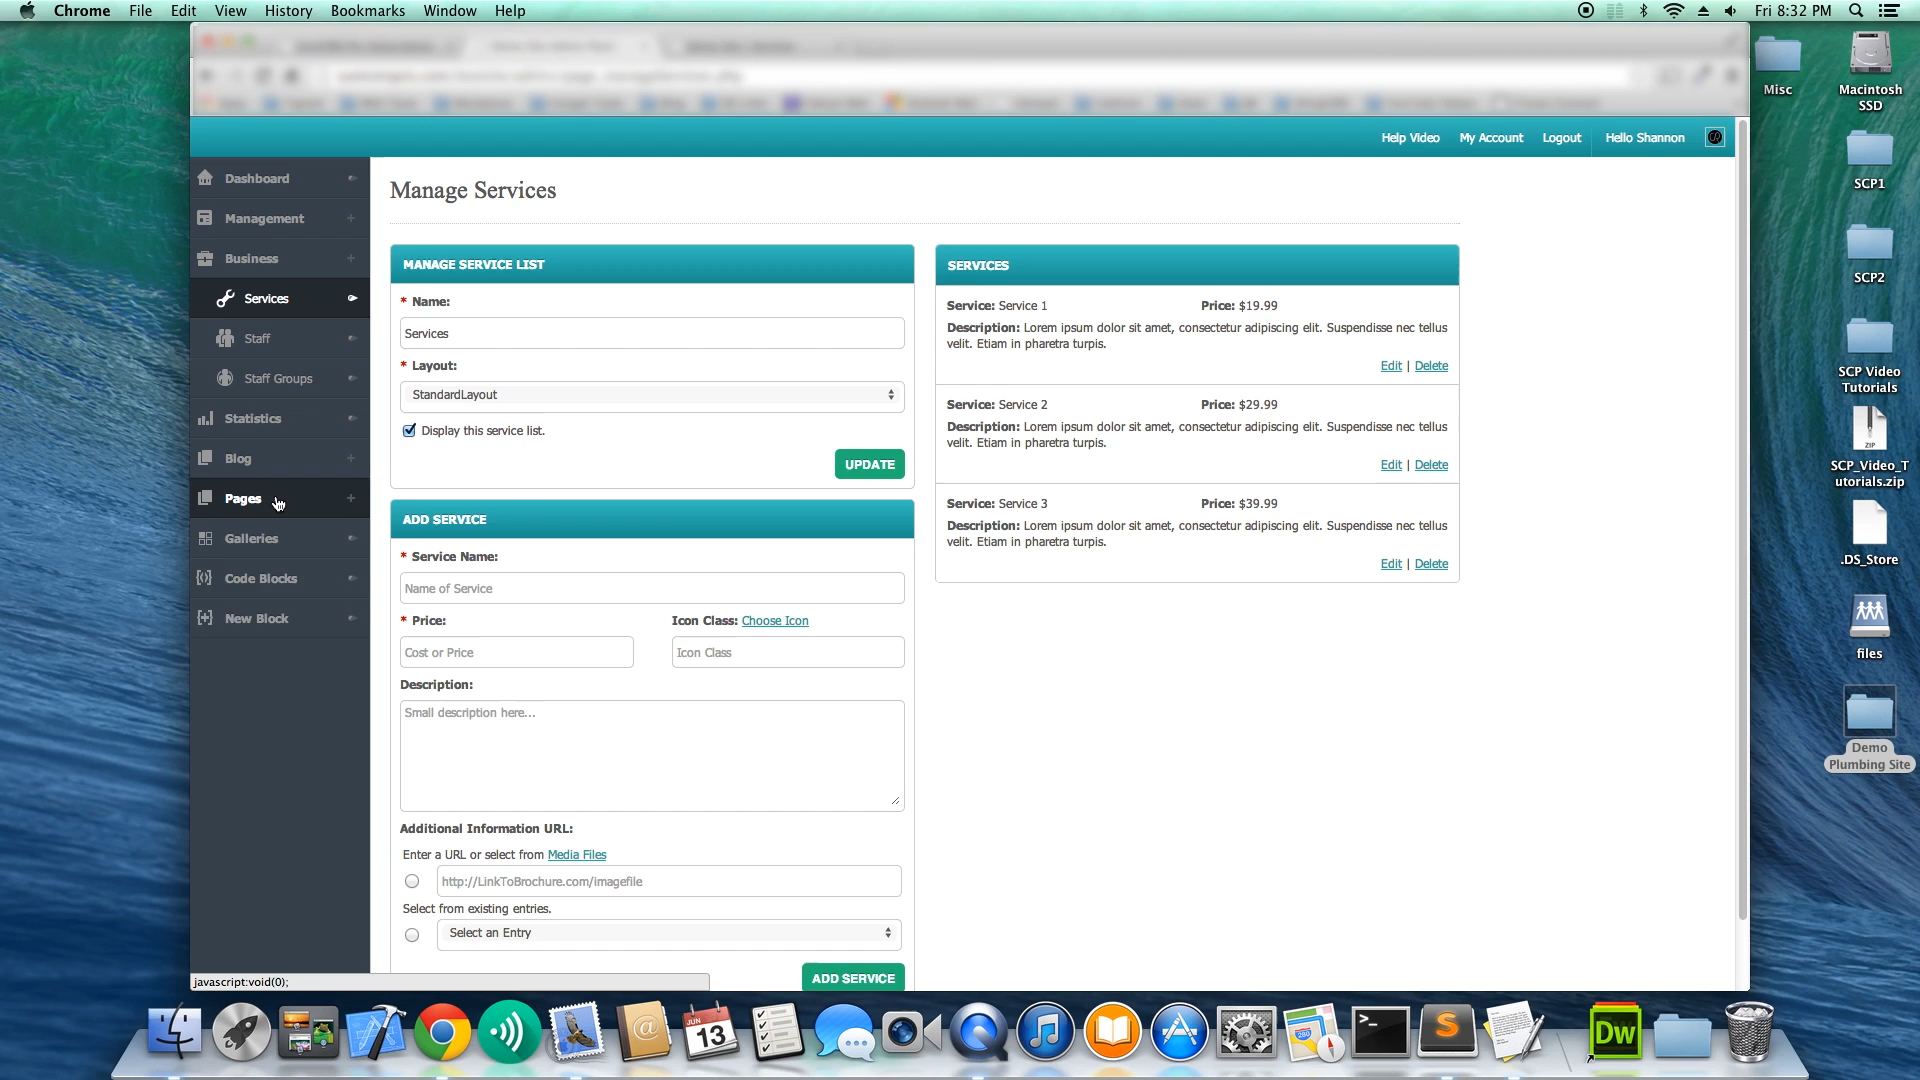 Chrome File Edit View History Bookmarks Window Help
Fri 8:32 PM
Help Video My Account Logout Hello Shannon
Dashboard
Management
Business
Services
Staff
Staff Groups
Statistics
Blog
Pages
Galleries
Code Blocks
New Block
Manage Services
MANAGE SERVICE LIST
* Name:
Services
* Layout:
StandardLayout
Display this service list.
UPDATE
ADD SERVICE
* Service Name:
Name of Service
* Price:
Icon Class: Choose Icon
Cost or Price
Icon Class
Description:
Small description here...
Additional Information URL:
Enter a URL or select from Media Files
http://LinkToBrochure.com/imagefile
Select from existing entries.
Select an Entry
ADD SERVICE
SERVICES
Service: Service 1 Price: $19.99
Description: Lorem ipsum dolor sit amet, consectetur adipiscing elit. Suspendisse nec tellus
velit. Etiam in pharetra turpis.
Edit | Delete
Service: Service 2 Price: $29.99
Description: Lorem ipsum dolor sit amet, consectetur adipiscing elit. Suspendisse nec tellus
velit. Etiam in pharetra turpis.
Edit | Delete
Service: Service 3 Price: $39.99
Description: Lorem ipsum dolor sit amet, consectetur adipiscing elit. Suspendisse nec tellus
velit. Etiam in pharetra turpis.
Edit | Delete
javascript:void(0);
Misc
Macintosh
SSD
SCP1
SCP2
SCP Video
Tutorials
ZIP
SCP_Video_T
utorials.zip
.DS_Store
files
Demo
Plumbing Site
JUN
13
280
>_
S
Dw